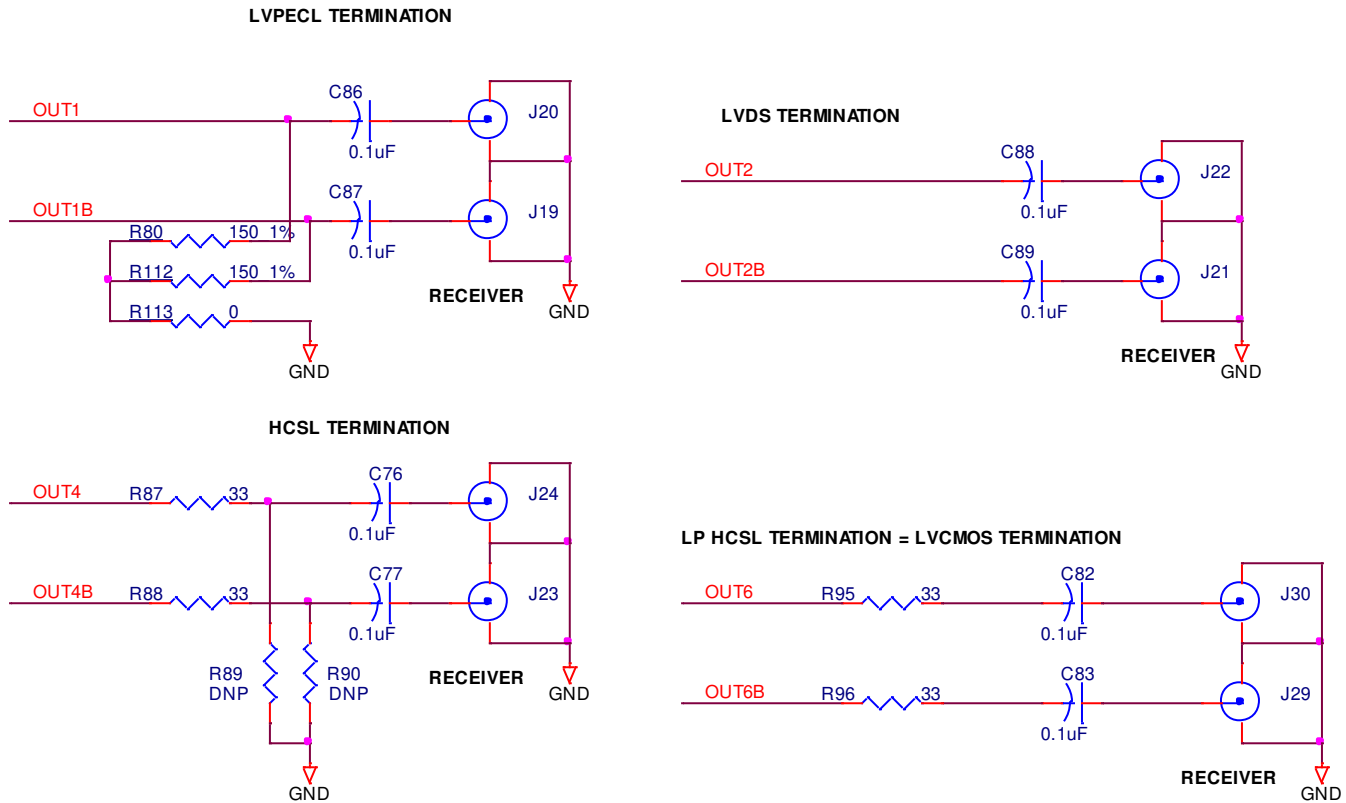 LVPECL TERMINATION
OUT1
C86
0.1uF
J20
OUT1B
C87
0.1uF
J19
R80 150 1%
R112 150 1%
R113 0
GND
RECEIVER
GND
LVDS TERMINATION
OUT2
C88
0.1uF
J22
OUT2B
C89
0.1uF
J21
RECEIVER
GND
HCSL TERMINATION
OUT4
R87 33
C76
0.1uF
J24
OUT4B
R88 33
C77
0.1uF
J23
R89
DNP
R90
DNP
GND
RECEIVER
GND
LP HCSL TERMINATION = LVCMOS TERMINATION
OUT6
R95 33
C82
0.1uF
J30
OUT6B
R96 33
C83
0.1uF
J29
RECEIVER
GND